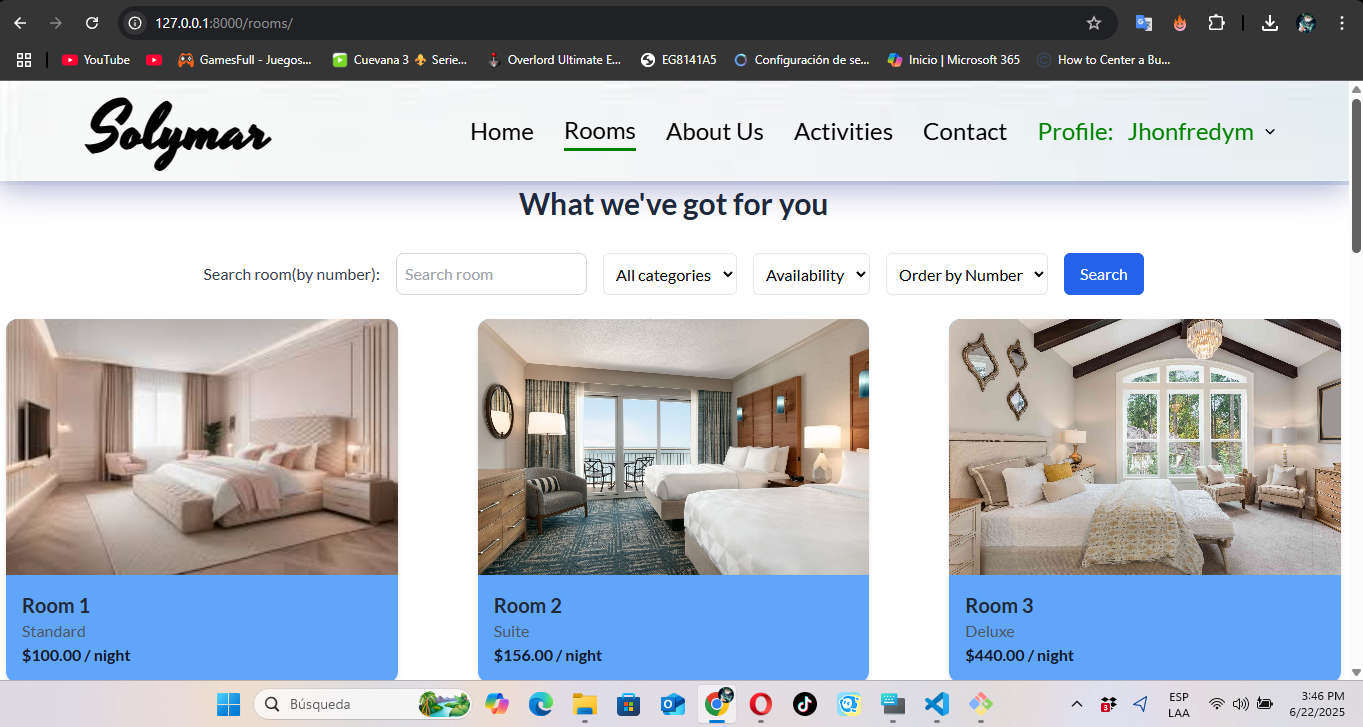 127.0.0.1:8000/rooms/
YouTube
GamesFull - Juegos...
Cuevana 3 Serie...
Overlord Ultimate E...
EG8141A5
Configuración de se...
Inicio | Microsoft 365
How to Center a Bu...
Solymar
Home
Rooms
About Us
Activities
Contact
Profile: Jhonfredym
What we've got for you
Search room(by number):
Search room
All categories
Availability
Order by Number
Search
Room 1
Standard
$100.00 / night
Room 2
Suite
$156.00 / night
Room 3
Deluxe
$440.00 / night
Búsqueda
3
ESP
LAA
3:46 PM
6/22/2025